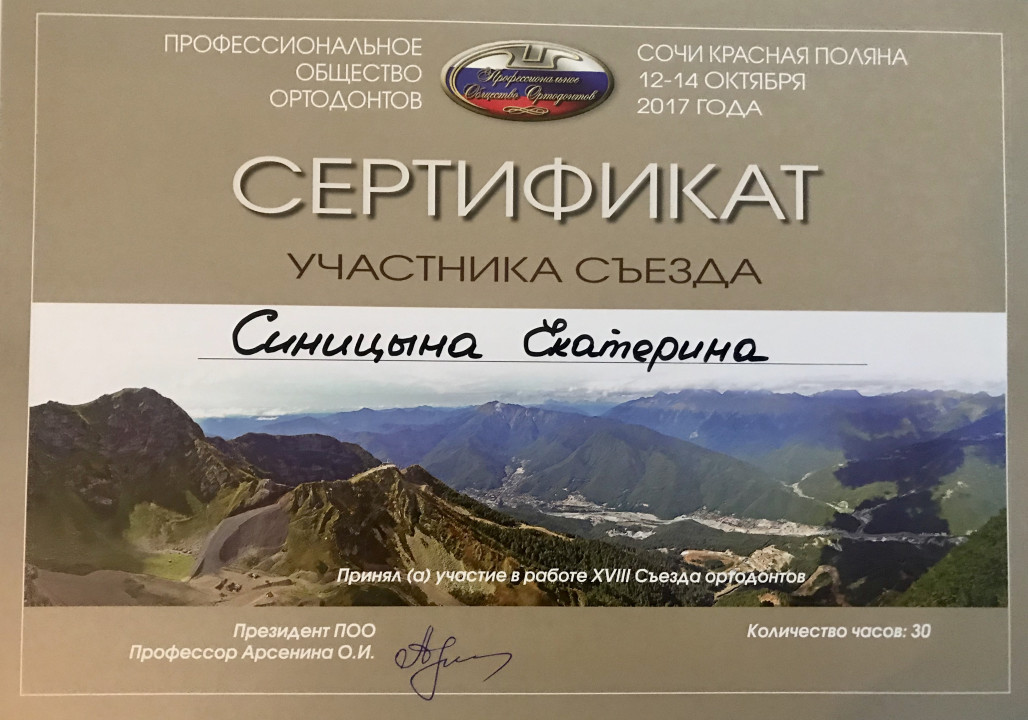 ПРОФЕССИОНАЛЬНОЕ
ОБЩЕСТВО
ОРТОДОНТОВ
Профессиональное
Общество Ортодонтов
СОЧИ КРАСНАЯ ПОЛЯНА
12-14 ОКТЯБРЯ
2017 ГОДА
СЕРТИФИКАТ
УЧАСТНИКА СЪЕЗДА
Синицына Екатерина
Принял (а) участие в работе XVIII Съезда ортодонтов
Президент ПОО
Профессор Арсенина О.И.
Количество часов: 30